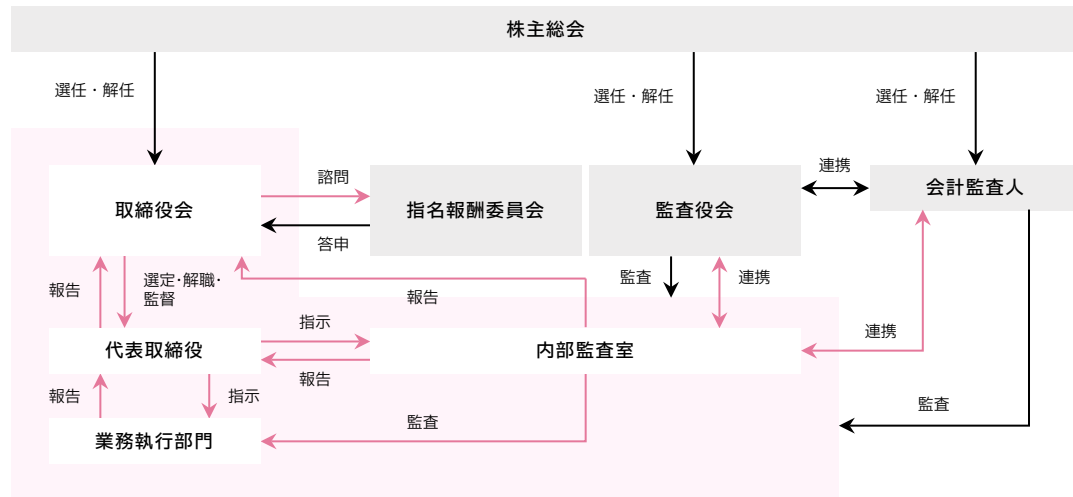 株主総会
選任・解任
選任・解任
選任・解任
取締役会
諮問
答申
指名報酬委員会
監査役会
連携
会計監査人
報告
選定・解職・
監督
報告
監査
連携
代表取締役
指示
報告
内部監査室
連携
報告
指示
監査
監査
業務執行部門